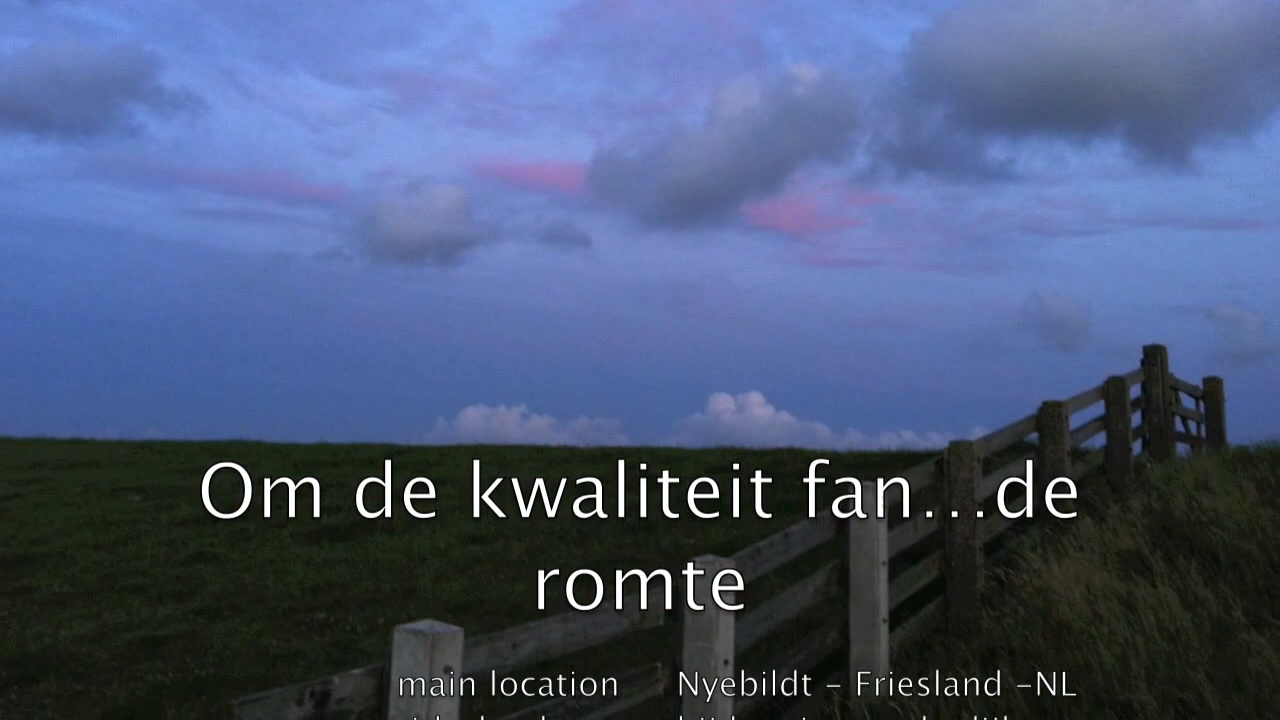 Om de kwaliteit fan...de
romte
main location Nyebildt – Friesland –NL